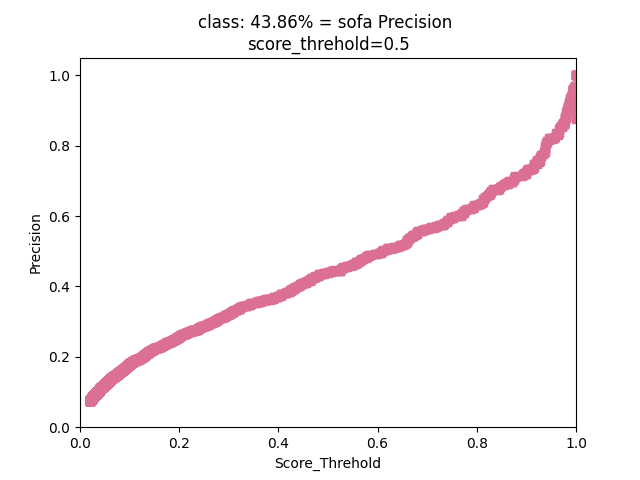 class: 43.86% = sofa Precision
score_threhold=0.5
1.0
0.8
0.6
0.4
0.2
0.0
Precision
0.0 0.2 0.4 0.6 0.8 1.0
Score_Threhold